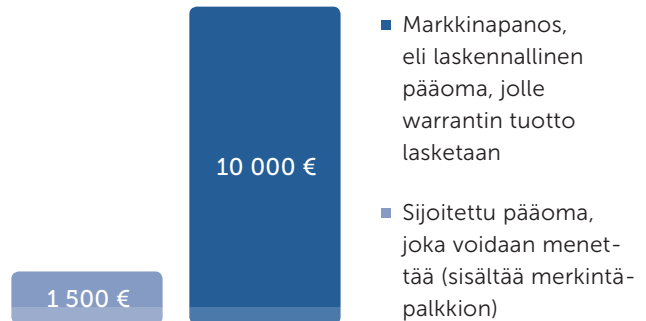 Markkinapanos,
eli laskennallinen
pääoma, jolle
warrantin tuotto
lasketaan
10 000 €
Sijoitettu pääoma,
joka voidaan menet-
tää (sisältää merkintä-
palkkion)
1 500 €